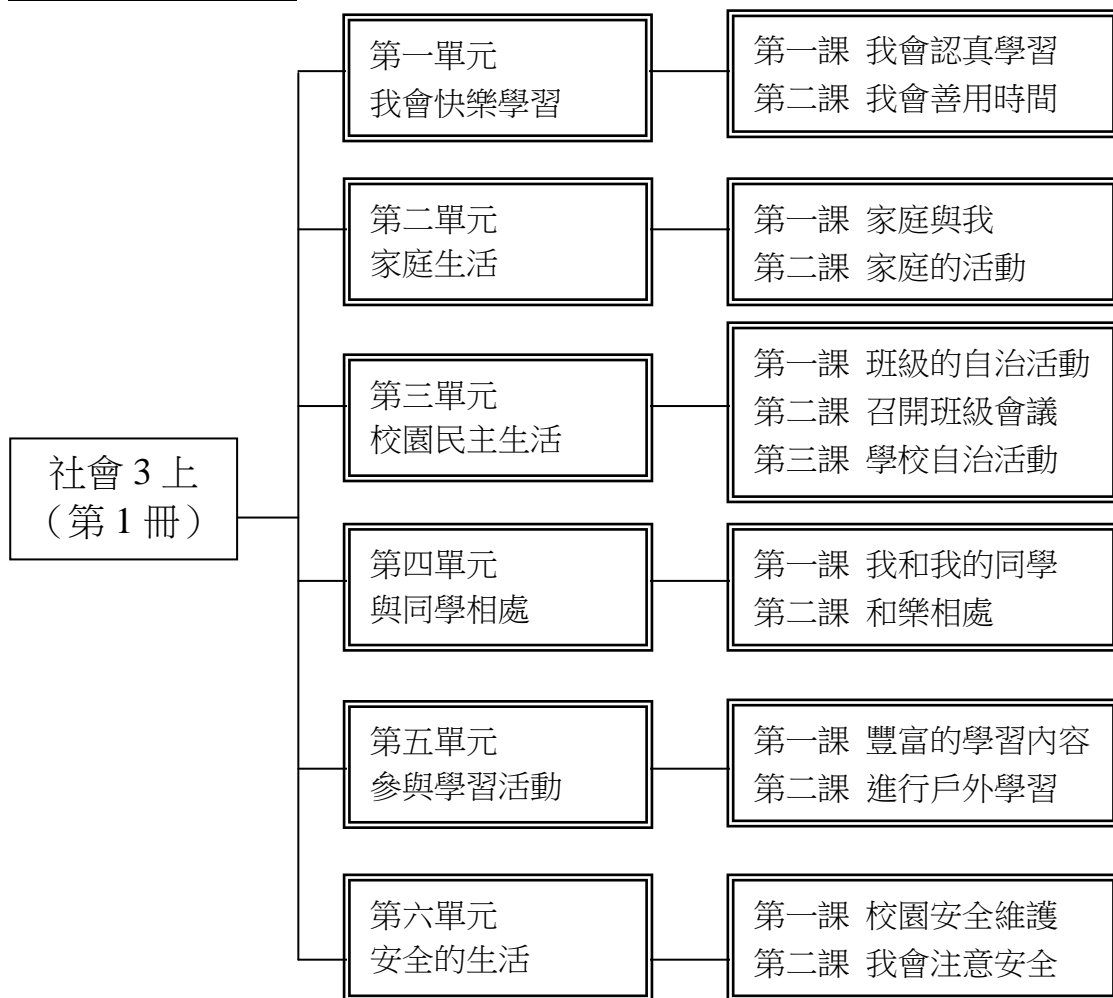 社會 3 上
（第 1 冊）
第一單元
我會快樂學習
第一課 我會認真學習
第二課 我會善用時間
第二單元
家庭生活
第一課 家庭與我
第二課 家庭的活動
第三單元
校園民主生活
第一課 班級的自治活動
第二課 召開班級會議
第三課 學校自治活動
第四單元
與同學相處
第一課 我和我的同學
第二課 和樂相處
第五單元
參與學習活動
第一課 豐富的學習內容
第二課 進行戶外學習
第六單元
安全的生活
第一課 校園安全維護
第二課 我會注意安全